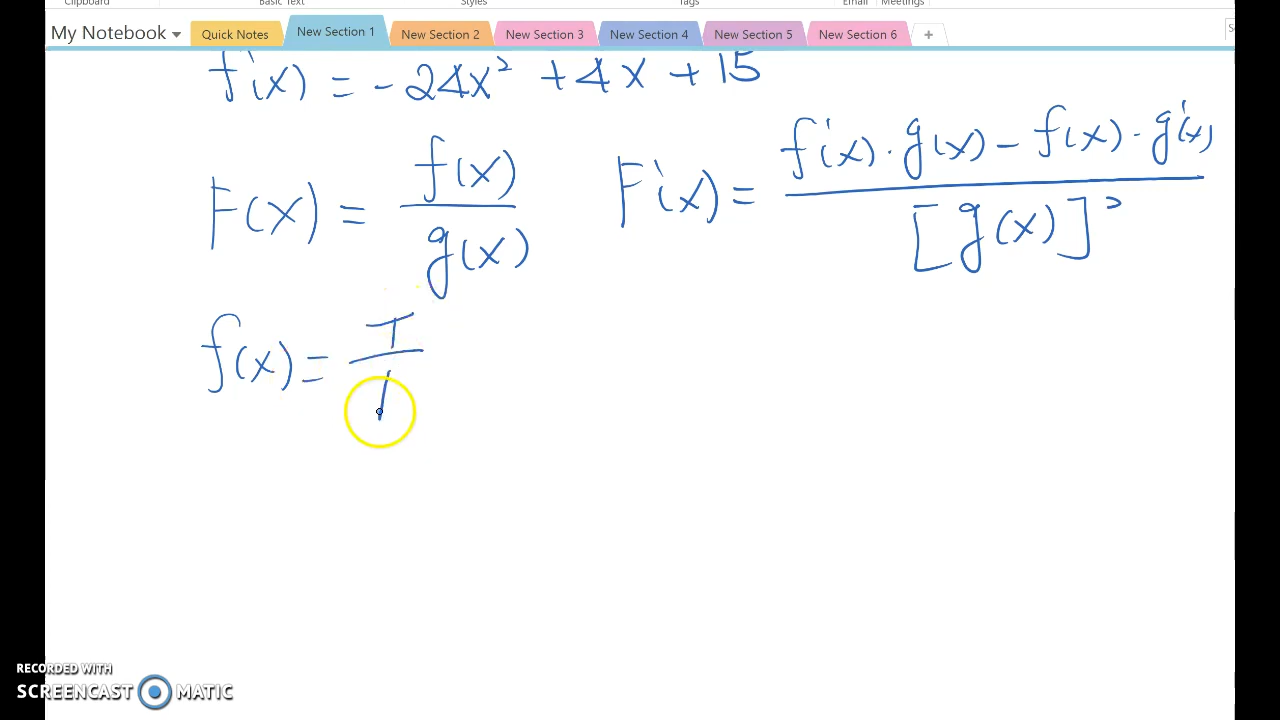 Clipboard Basic Text Styles Tags Email Meetings
My Notebook Quick Notes New Section 1 New Section 2 New Section 3 New Section 4 New Section 5 New Section 6 +
f'(x) = -24x² + 4x + 15
F(x) = f(x) / g(x) F'(x) = f'(x) · g(x) - f(x) · g'(x) / [g(x)]²
f(x) = T /
RECORDED WITH
SCREENCAST MATIC